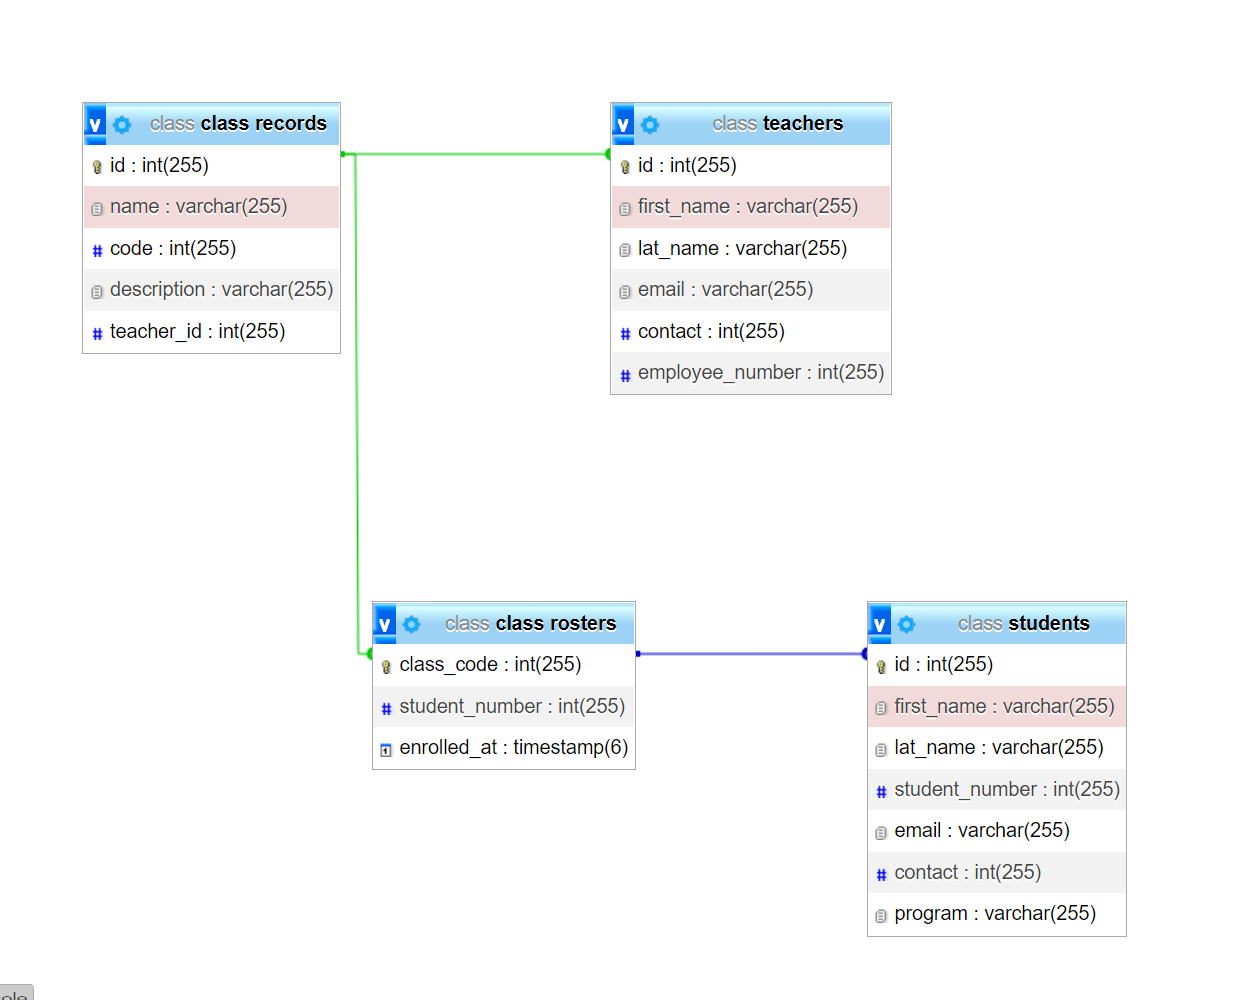 v class class records
id : int(255)
name : varchar(255)
# code : int(255)
description : varchar(255)
# teacher_id : int(255)
v class teachers
id : int(255)
first_name : varchar(255)
lat_name : varchar(255)
email : varchar(255)
# contact : int(255)
# employee_number : int(255)
v class class rosters
class_code : int(255)
# student_number : int(255)
1 enrolled_at : timestamp(6)
v class students
id : int(255)
first_name : varchar(255)
lat_name : varchar(255)
# student_number : int(255)
email : varchar(255)
# contact : int(255)
program : varchar(255)